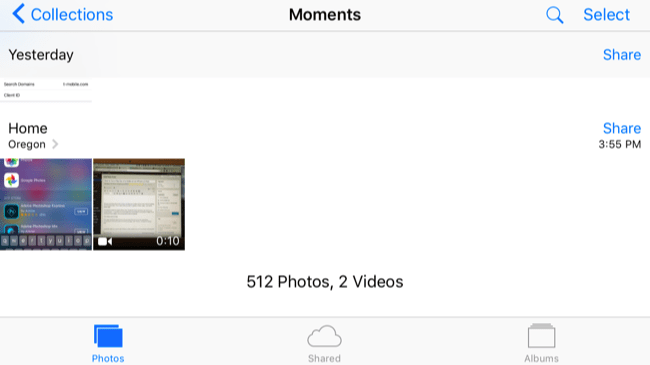 Collections
Moments
Select
Yesterday
Share
Search Domains t-mobile.com
Client ID
Home
Share
Oregon
3:55 PM
Google Photos
Adobe Photoshop Express
Adobe Photoshop Mix
q w e r t y u i o p
0:10
512 Photos, 2 Videos
Photos
Shared
Albums